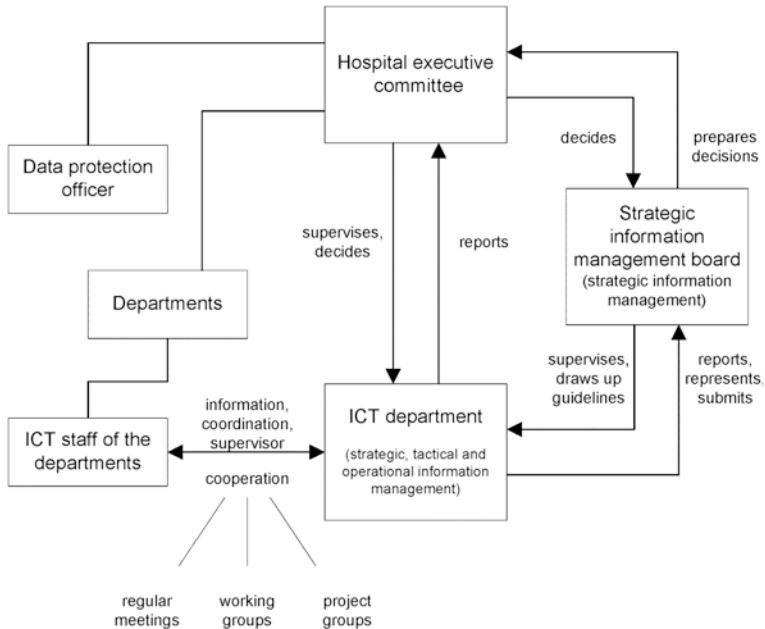 Hospital executive
committee
Data protection
officer
decides
prepares
decisions
Strategic
information
management board
(strategic information
management)
supervises,
decides
reports
Departments
supervises,
draws up
guidelines
reports,
represents,
submits
ICT staff of the
departments
information,
coordination,
supervisor
cooperation
ICT department
(strategic, tactical and
operational information
management)
regular
meetings
working
groups
project
groups